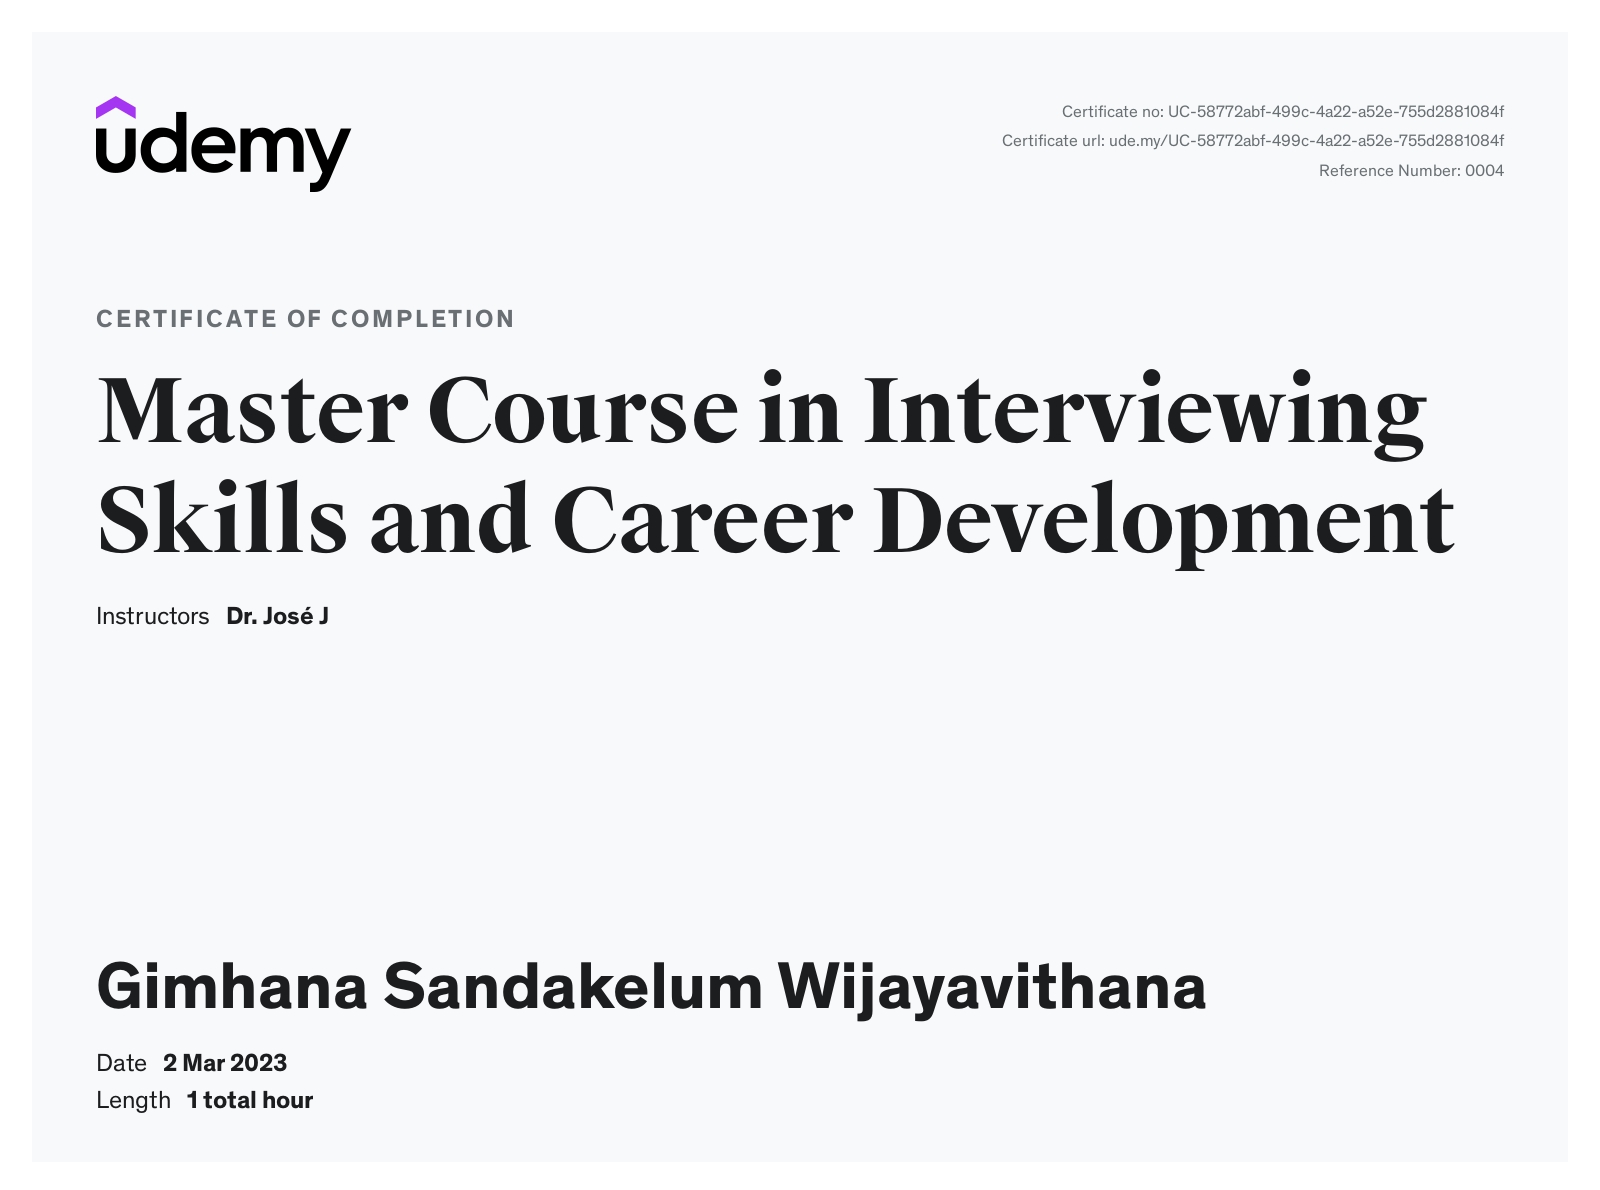 udemy
Certificate no: UC-58772abf-499c-4a22-a52e-755d2881084f
Certificate url: ude.my/UC-58772abf-499c-4a22-a52e-755d2881084f
Reference Number: 0004
CERTIFICATE OF COMPLETION
Master Course in Interviewing
Skills and Career Development
Instructors Dr. José J
Gimhana Sandakelum Wijayavithana
Date 2 Mar 2023
Length 1 total hour